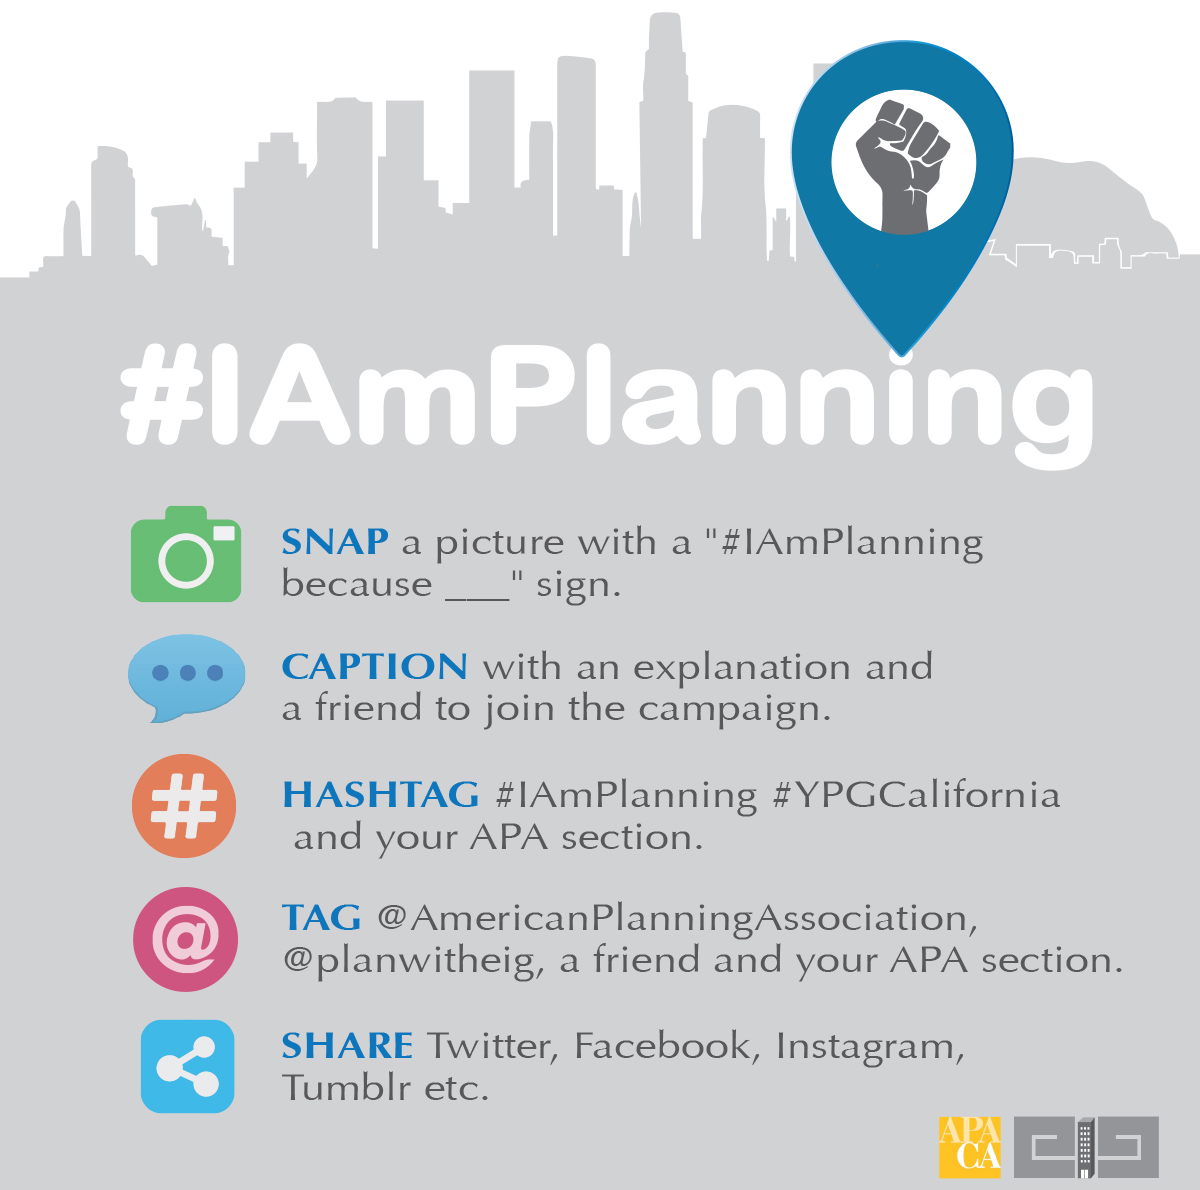 #IAmPlanning
SNAP a picture with a "#IAmPlanning
because ___" sign.
CAPTION with an explanation and
a friend to join the campaign.
#
HASHTAG #IAmPlanning #YPGCalifornia
and your APA section.
@
TAG @AmericanPlanningAssociation,
@planwitheig, a friend and your APA section.
SHARE Twitter, Facebook, Instagram,
Tumblr etc.
APA
CA